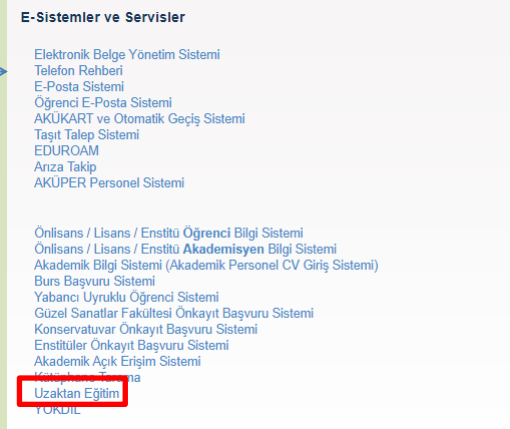 E-Sistemler ve Servisler
Elektronik Belge Yönetim Sistemi
Telefon Rehberi
E-Posta Sistemi
Öğrenci E-Posta Sistemi
AKÜKART ve Otomatik Geçiş Sistemi
Taşıt Talep Sistemi
EDUROAM
Arıza Takip
AKÜPER Personel Sistemi
Önlisans / Lisans / Enstitü Öğrenci Bilgi Sistemi
Önlisans / Lisans / Enstitü Akademisyen Bilgi Sistemi
Akademik Bilgi Sistemi (Akademik Personel CV Giriş Sistemi)
Burs Başvuru Sistemi
Yabancı Uyruklu Öğrenci Sistemi
Güzel Sanatlar Fakültesi Önkayıt Başvuru Sistemi
Konservatuvar Önkayıt Başvuru Sistemi
Enstitüler Önkayıt Başvuru Sistemi
Akademik Açık Erişim Sistemi
Kütüphane Tarama
Uzaktan Eğitim
YÖKDİL